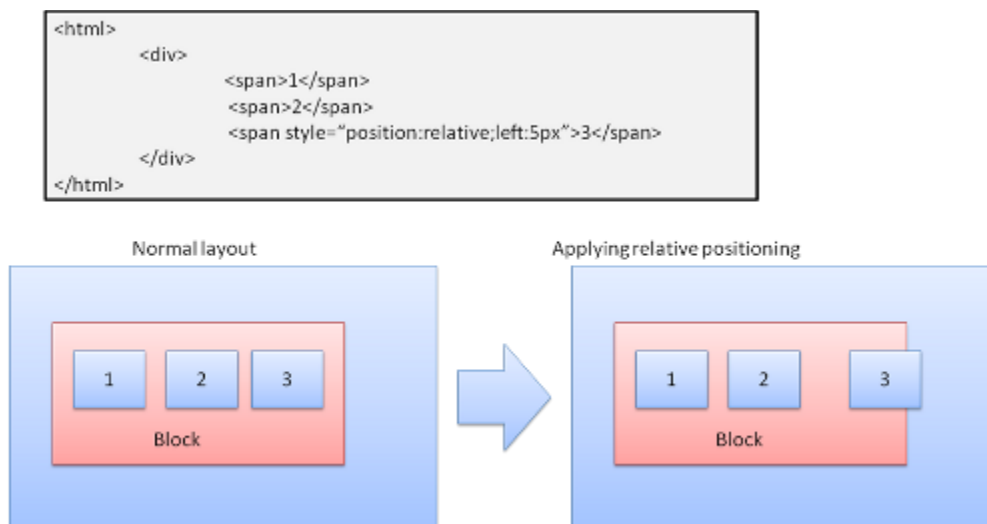 <html>
<div>
<span>1</span>
<span>2</span>
<span style=“position:relative;left:5px”>3</span>
</div>
</html>
Normal layout
Applying relative positioning
1 2 3
Block
1 2 3
Block